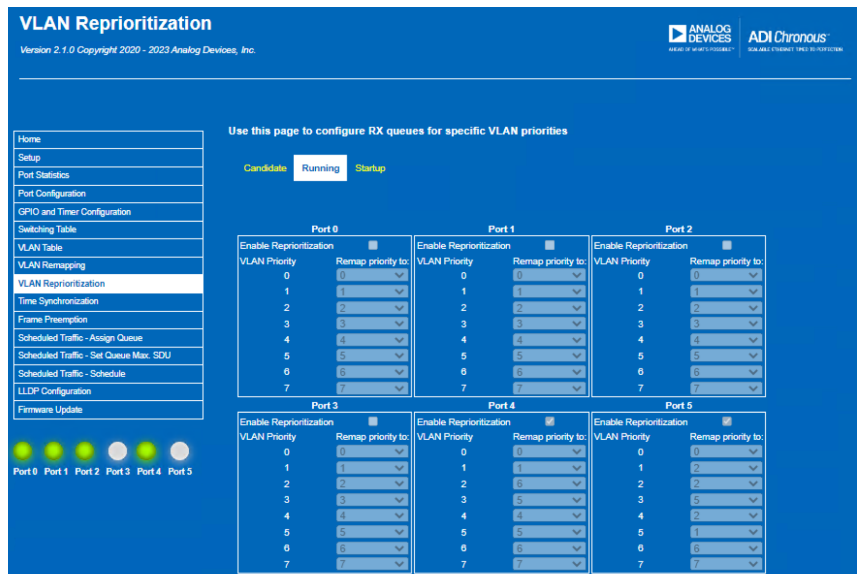 VLAN Reprioritization
Version 2.1.0 Copyright 2020 - 2023 Analog Devices, Inc.
ANALOG
DEVICES
AHEAD OF WHAT'S POSSIBLE™
ADI Chronous™
SCALABLE ETHERNET TIMED TO PERFECTION
Home
Setup
Port Statistics
Port Configuration
GPIO and Timer Configuration
Switching Table
VLAN Table
VLAN Remapping
VLAN Reprioritization
Time Synchronization
Frame Preemption
Scheduled Traffic - Assign Queue
Scheduled Traffic - Set Queue Max. SDU
Scheduled Traffic - Schedule
LLDP Configuration
Firmware Update
Port 0 Port 1 Port 2 Port 3 Port 4 Port 5
Use this page to configure RX queues for specific VLAN priorities
Candidate Running Startup
Port 0 Port 1 Port 2
Enable Reprioritization Enable Reprioritization Enable Reprioritization
VLAN Priority Remap priority to: VLAN Priority Remap priority to: VLAN Priority Remap priority to:
0 0 0 0 0 0
1 1 1 1 1 1
2 2 2 2 2 2
3 3 3 3 3 3
4 4 4 4 4 4
5 5 5 5 5 5
6 6 6 6 6 6
7 7 7 7 7 7
Port 3 Port 4 Port 5
Enable Reprioritization Enable Reprioritization Enable Reprioritization
VLAN Priority Remap priority to: VLAN Priority Remap priority to: VLAN Priority Remap priority to:
0 0 0 0 0 0
1 1 1 1 1 2
2 2 2 6 2 2
3 3 3 5 3 5
4 4 4 4 4 2
5 5 5 5 5 1
6 6 6 6 6 6
7 7 7 7 7 7